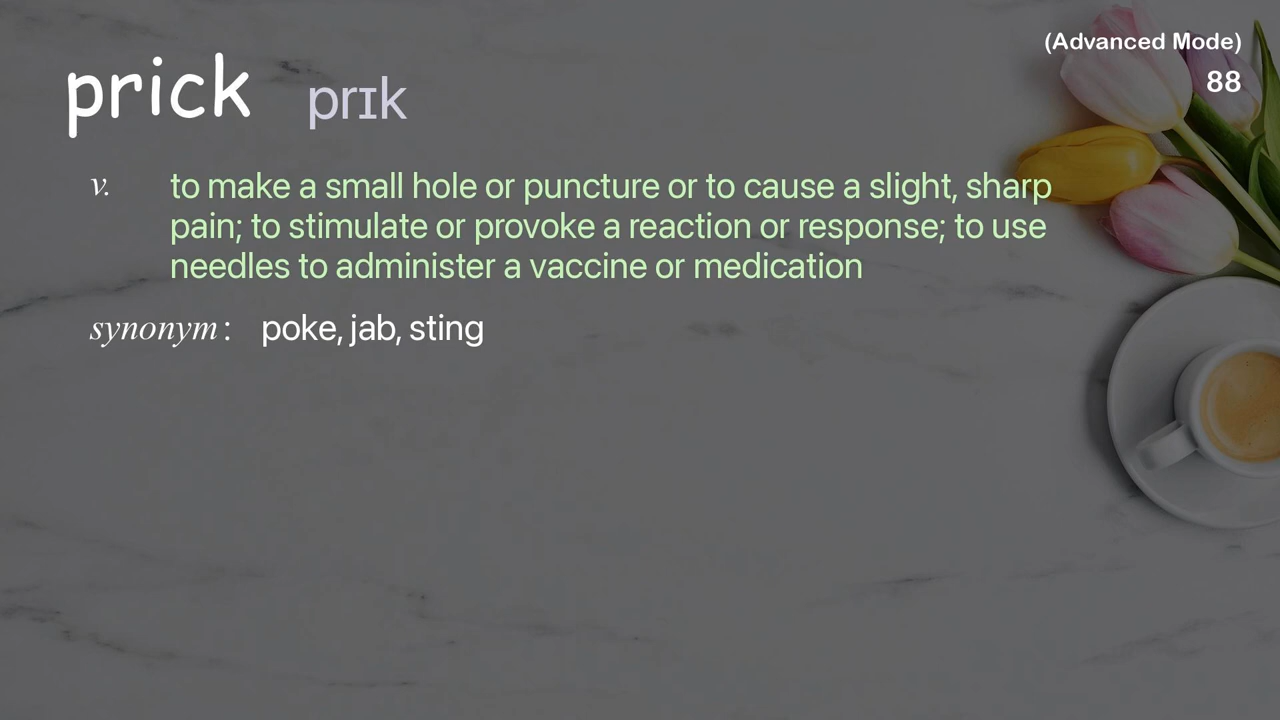 (Advanced Mode)
88
prick prɪk
v. to make a small hole or puncture or to cause a slight, sharp
pain; to stimulate or provoke a reaction or response; to use
needles to administer a vaccine or medication
synonym: poke, jab, sting